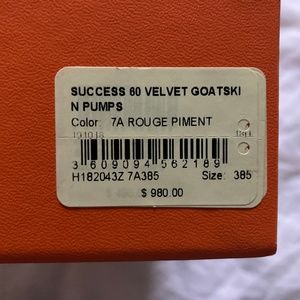 SUCCESS 60 VELVET GOATSKI
N PUMPS
Color: 7A ROUGE PIMENT
3 609094 562189
H182043Z 7A385 Size: 385
$ 980.00